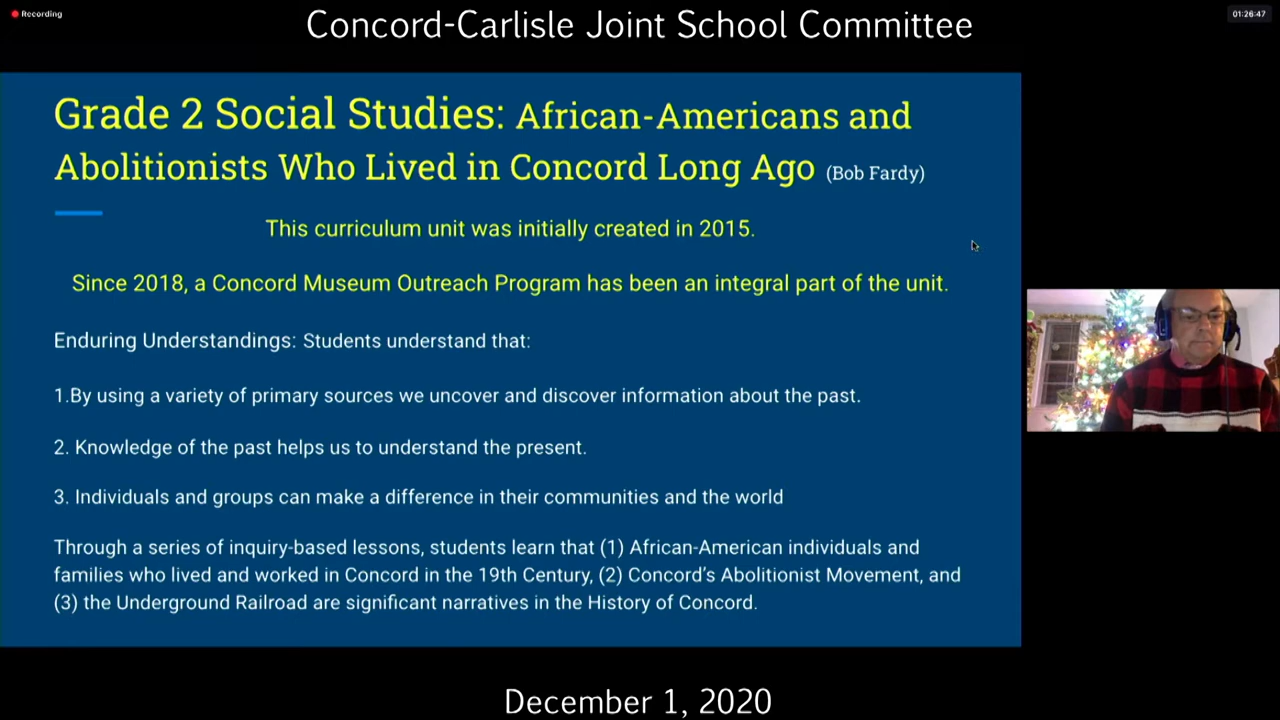 Recording
Concord-Carlisle Joint School Committee
01:26:47
Grade 2 Social Studies: African-Americans and
Abolitionists Who Lived in Concord Long Ago (Bob Fardy)
This curriculum unit was initially created in 2015.
Since 2018, a Concord Museum Outreach Program has been an integral part of the unit.
Enduring Understandings: Students understand that:
1.By using a variety of primary sources we uncover and discover information about the past.
2. Knowledge of the past helps us to understand the present.
3. Individuals and groups can make a difference in their communities and the world
Through a series of inquiry-based lessons, students learn that (1) African-American individuals and
families who lived and worked in Concord in the 19th Century, (2) Concord's Abolitionist Movement, and
(3) the Underground Railroad are significant narratives in the History of Concord.
December 1, 2020